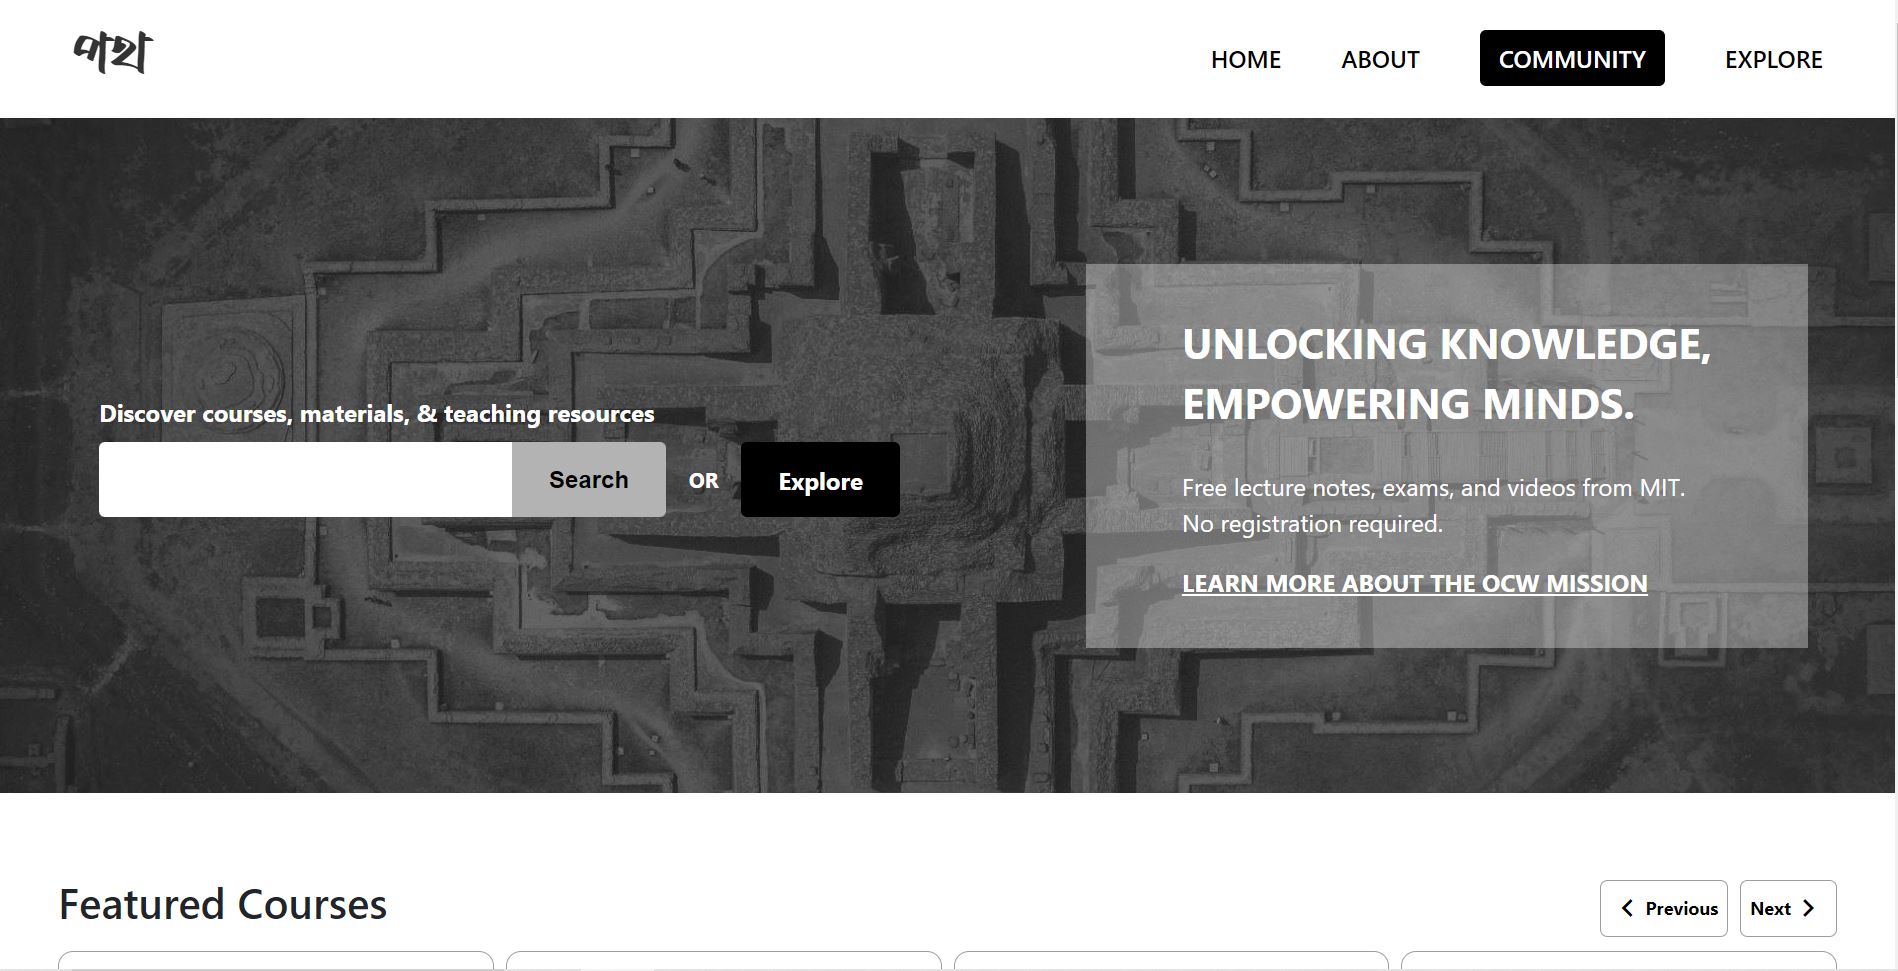 পাখা
HOME
ABOUT
COMMUNITY
EXPLORE
Discover courses, materials, & teaching resources
Search
OR
Explore
UNLOCKING KNOWLEDGE,
EMPOWERING MINDS.
Free lecture notes, exams, and videos from MIT.
No registration required.
LEARN MORE ABOUT THE OCW MISSION
Featured Courses
Previous
Next